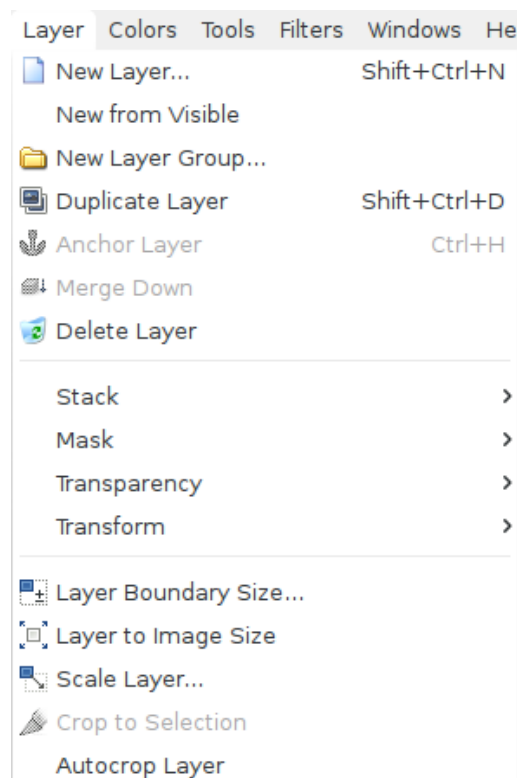 Layer Colors Tools Filters Windows He
New Layer... Shift+Ctrl+N
New from Visible
New Layer Group...
Duplicate Layer Shift+Ctrl+D
Anchor Layer Ctrl+H
Merge Down
Delete Layer
Stack
Mask
Transparency
Transform
Layer Boundary Size...
Layer to Image Size
Scale Layer...
Crop to Selection
Autocrop Layer